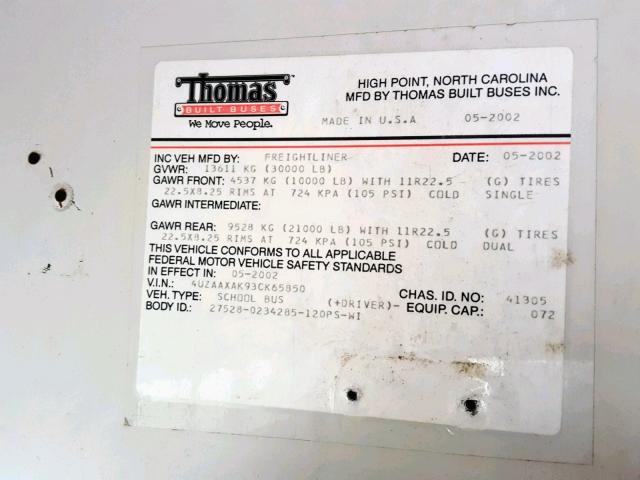 Thomas
BUILT BUSES
We Move People.
HIGH POINT, NORTH CAROLINA
MFD BY THOMAS BUILT BUSES INC.
MADE IN U.S.A 05-2002
INC VEH MFD BY: FREIGHTLINER DATE: 05-2002
GVWR: 13611 KG (30000 LB)
GAWR FRONT: 4537 KG (10000 LB) WITH 11R22.5 (G) TIRES
22.5X8.25 RIMS AT 724 KPA (105 PSI) COLD SINGLE
GAWR INTERMEDIATE:
GAWR REAR: 9528 KG (21000 LB) WITH 11R22.5 (G) TIRES
22.5X8.25 RIMS AT 724 KPA (105 PSI) COLD DUAL
THIS VEHICLE CONFORMS TO ALL APPLICABLE
FEDERAL MOTOR VEHICLE SAFETY STANDARDS
IN EFFECT IN: 05-2002
V.I.N.: 4UZAAXAK93CK65850 CHAS. ID. NO: 41305
VEH. TYPE: SCHOOL BUS (+DRIVER)- EQUIP. CAP.: 072
BODY ID.: 27528-0234285-120PS-WI